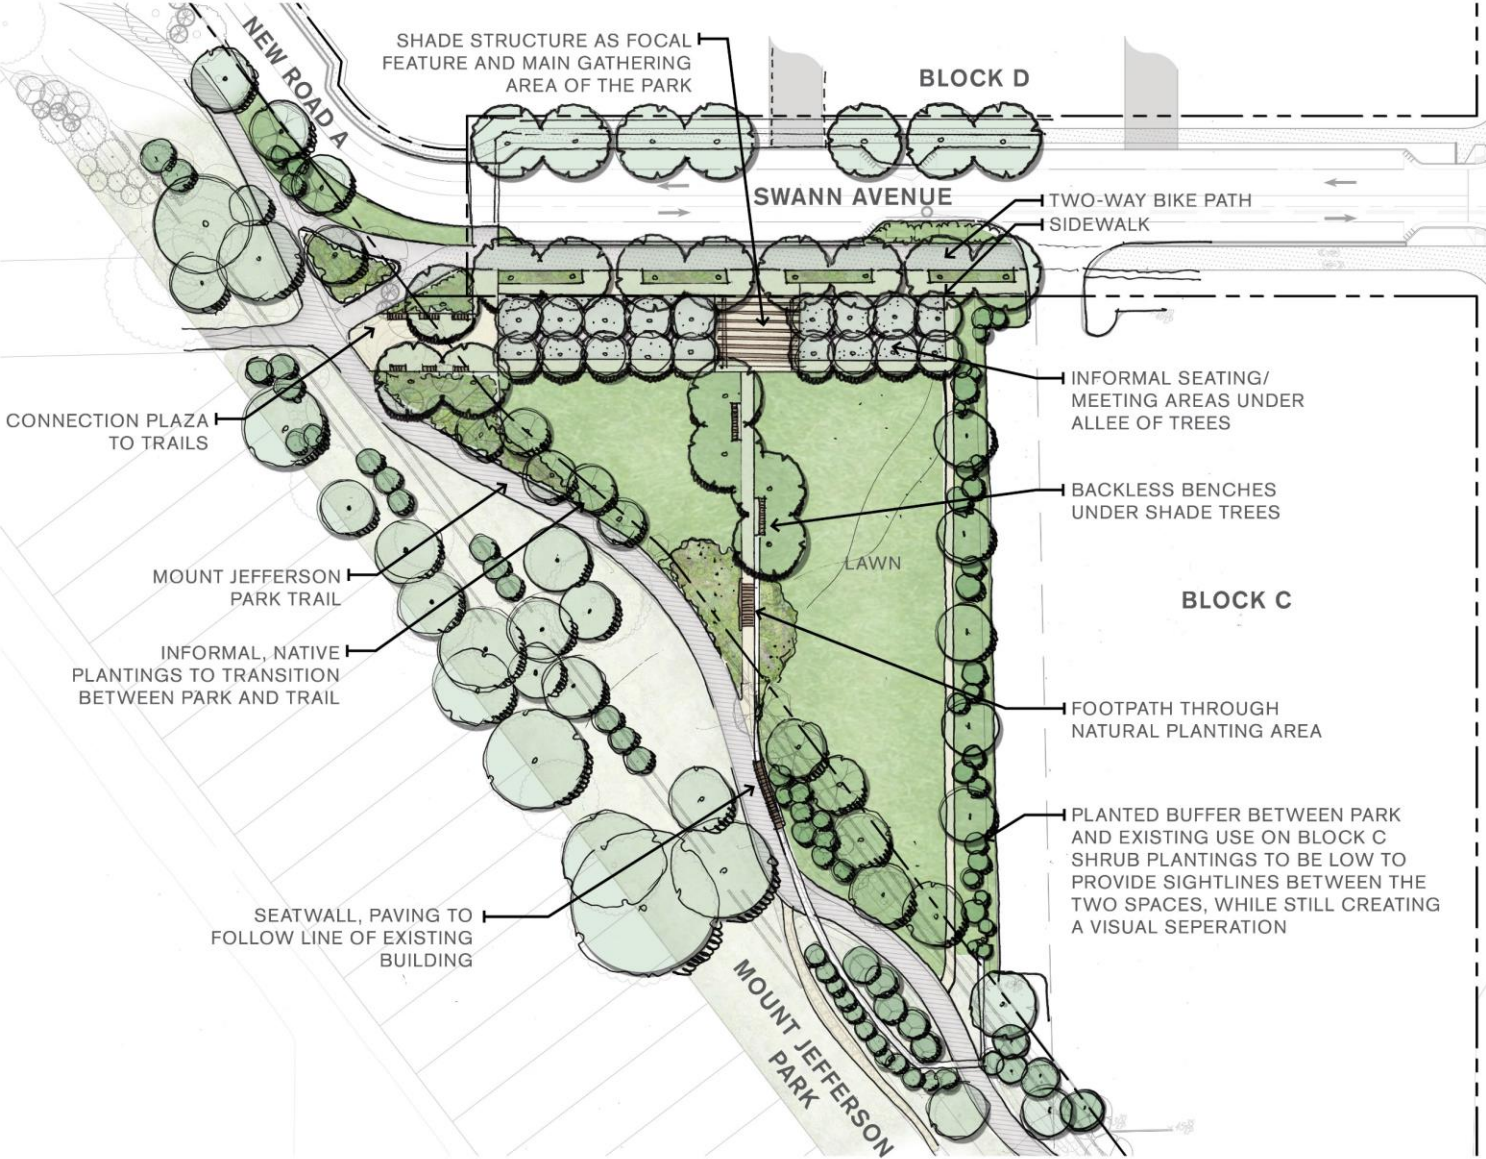 NEW ROAD A
SHADE STRUCTURE AS FOCAL
FEATURE AND MAIN GATHERING
AREA OF THE PARK
BLOCK D
SWANN AVENUE
TWO-WAY BIKE PATH
SIDEWALK
CONNECTION PLAZA
TO TRAILS
INFORMAL SEATING/
MEETING AREAS UNDER
ALLEE OF TREES
BACKLESS BENCHES
UNDER SHADE TREES
LAWN
MOUNT JEFFERSON
PARK TRAIL
BLOCK C
INFORMAL, NATIVE
PLANTINGS TO TRANSITION
BETWEEN PARK AND TRAIL
FOOTPATH THROUGH
NATURAL PLANTING AREA
PLANTED BUFFER BETWEEN PARK
AND EXISTING USE ON BLOCK C
SHRUB PLANTINGS TO BE LOW TO
PROVIDE SIGHTLINES BETWEEN THE
TWO SPACES, WHILE STILL CREATING
A VISUAL SEPERATION
SEATWALL, PAVING TO
FOLLOW LINE OF EXISTING
BUILDING
MOUNT JEFFERSON
PARK